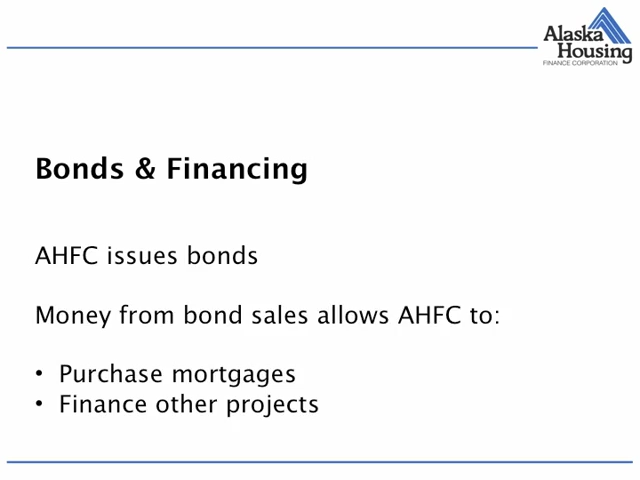 Alaska
Housing
FINANCE CORPORATION
Bonds & Financing
AHFC issues bonds
Money from bond sales allows AHFC to:
• Purchase mortgages
• Finance other projects